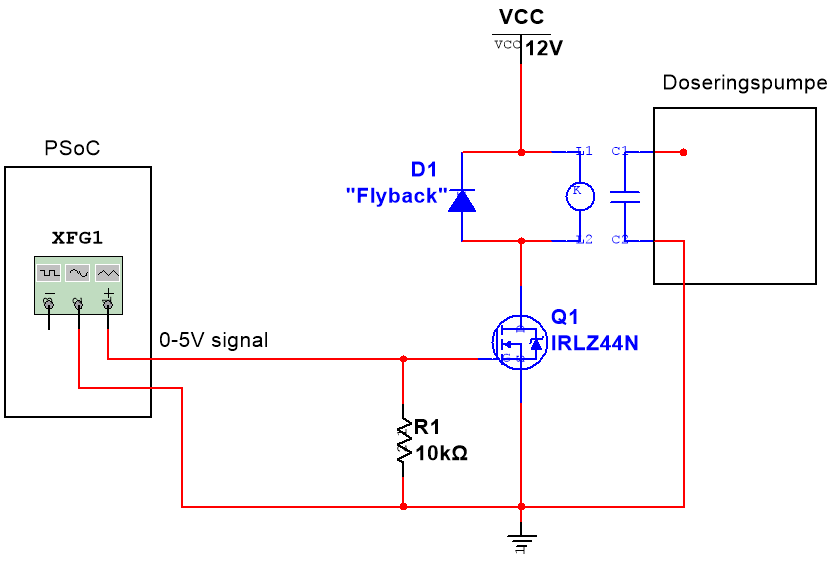 VCC
VCC 12V
Doseringspumpe
PSoC
D1
"Flyback"
L1
C1
K
L2
C2
XFG1
0-5V signal
Q1
IRLZ44N
G
R1
10kΩ